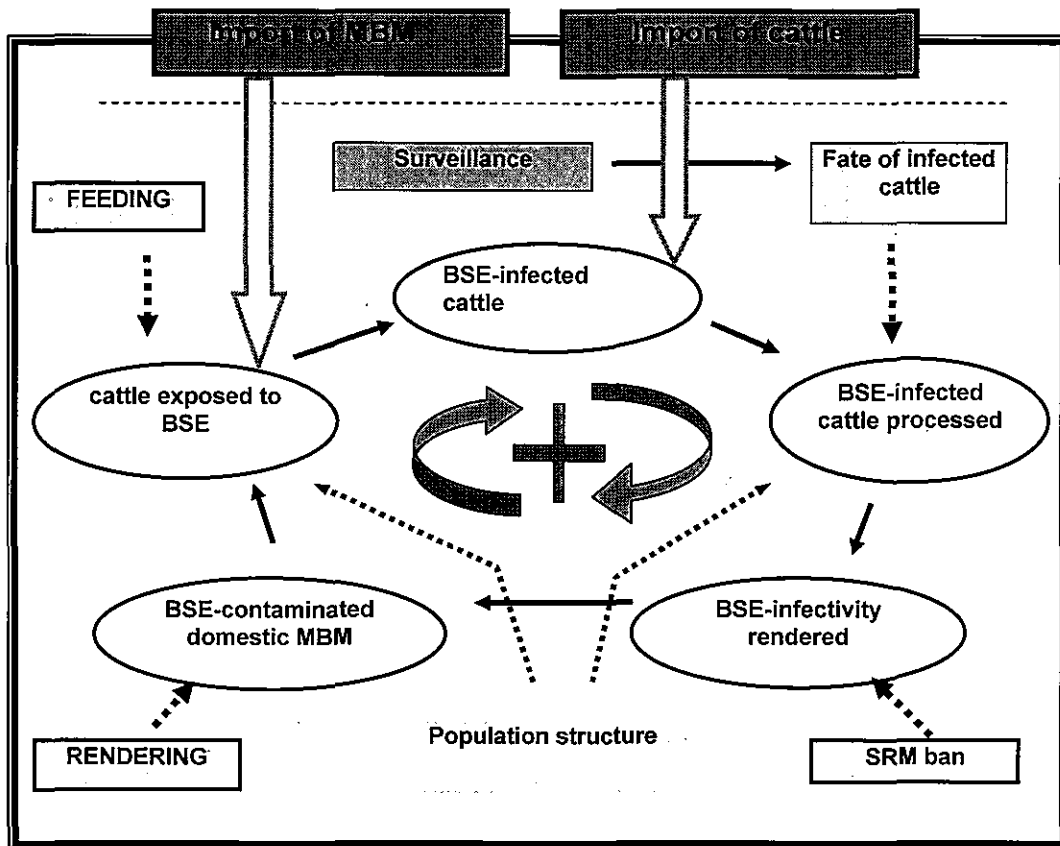 Import of MBM
Import of cattle
Surveillance
Fate of infected
cattle
FEEDING
BSE-infected
cattle
cattle exposed to
BSE
BSE-infected
cattle processed
BSE-contaminated
domestic MBM
BSE-infectivity
rendered
RENDERING
Population structure
SRM ban